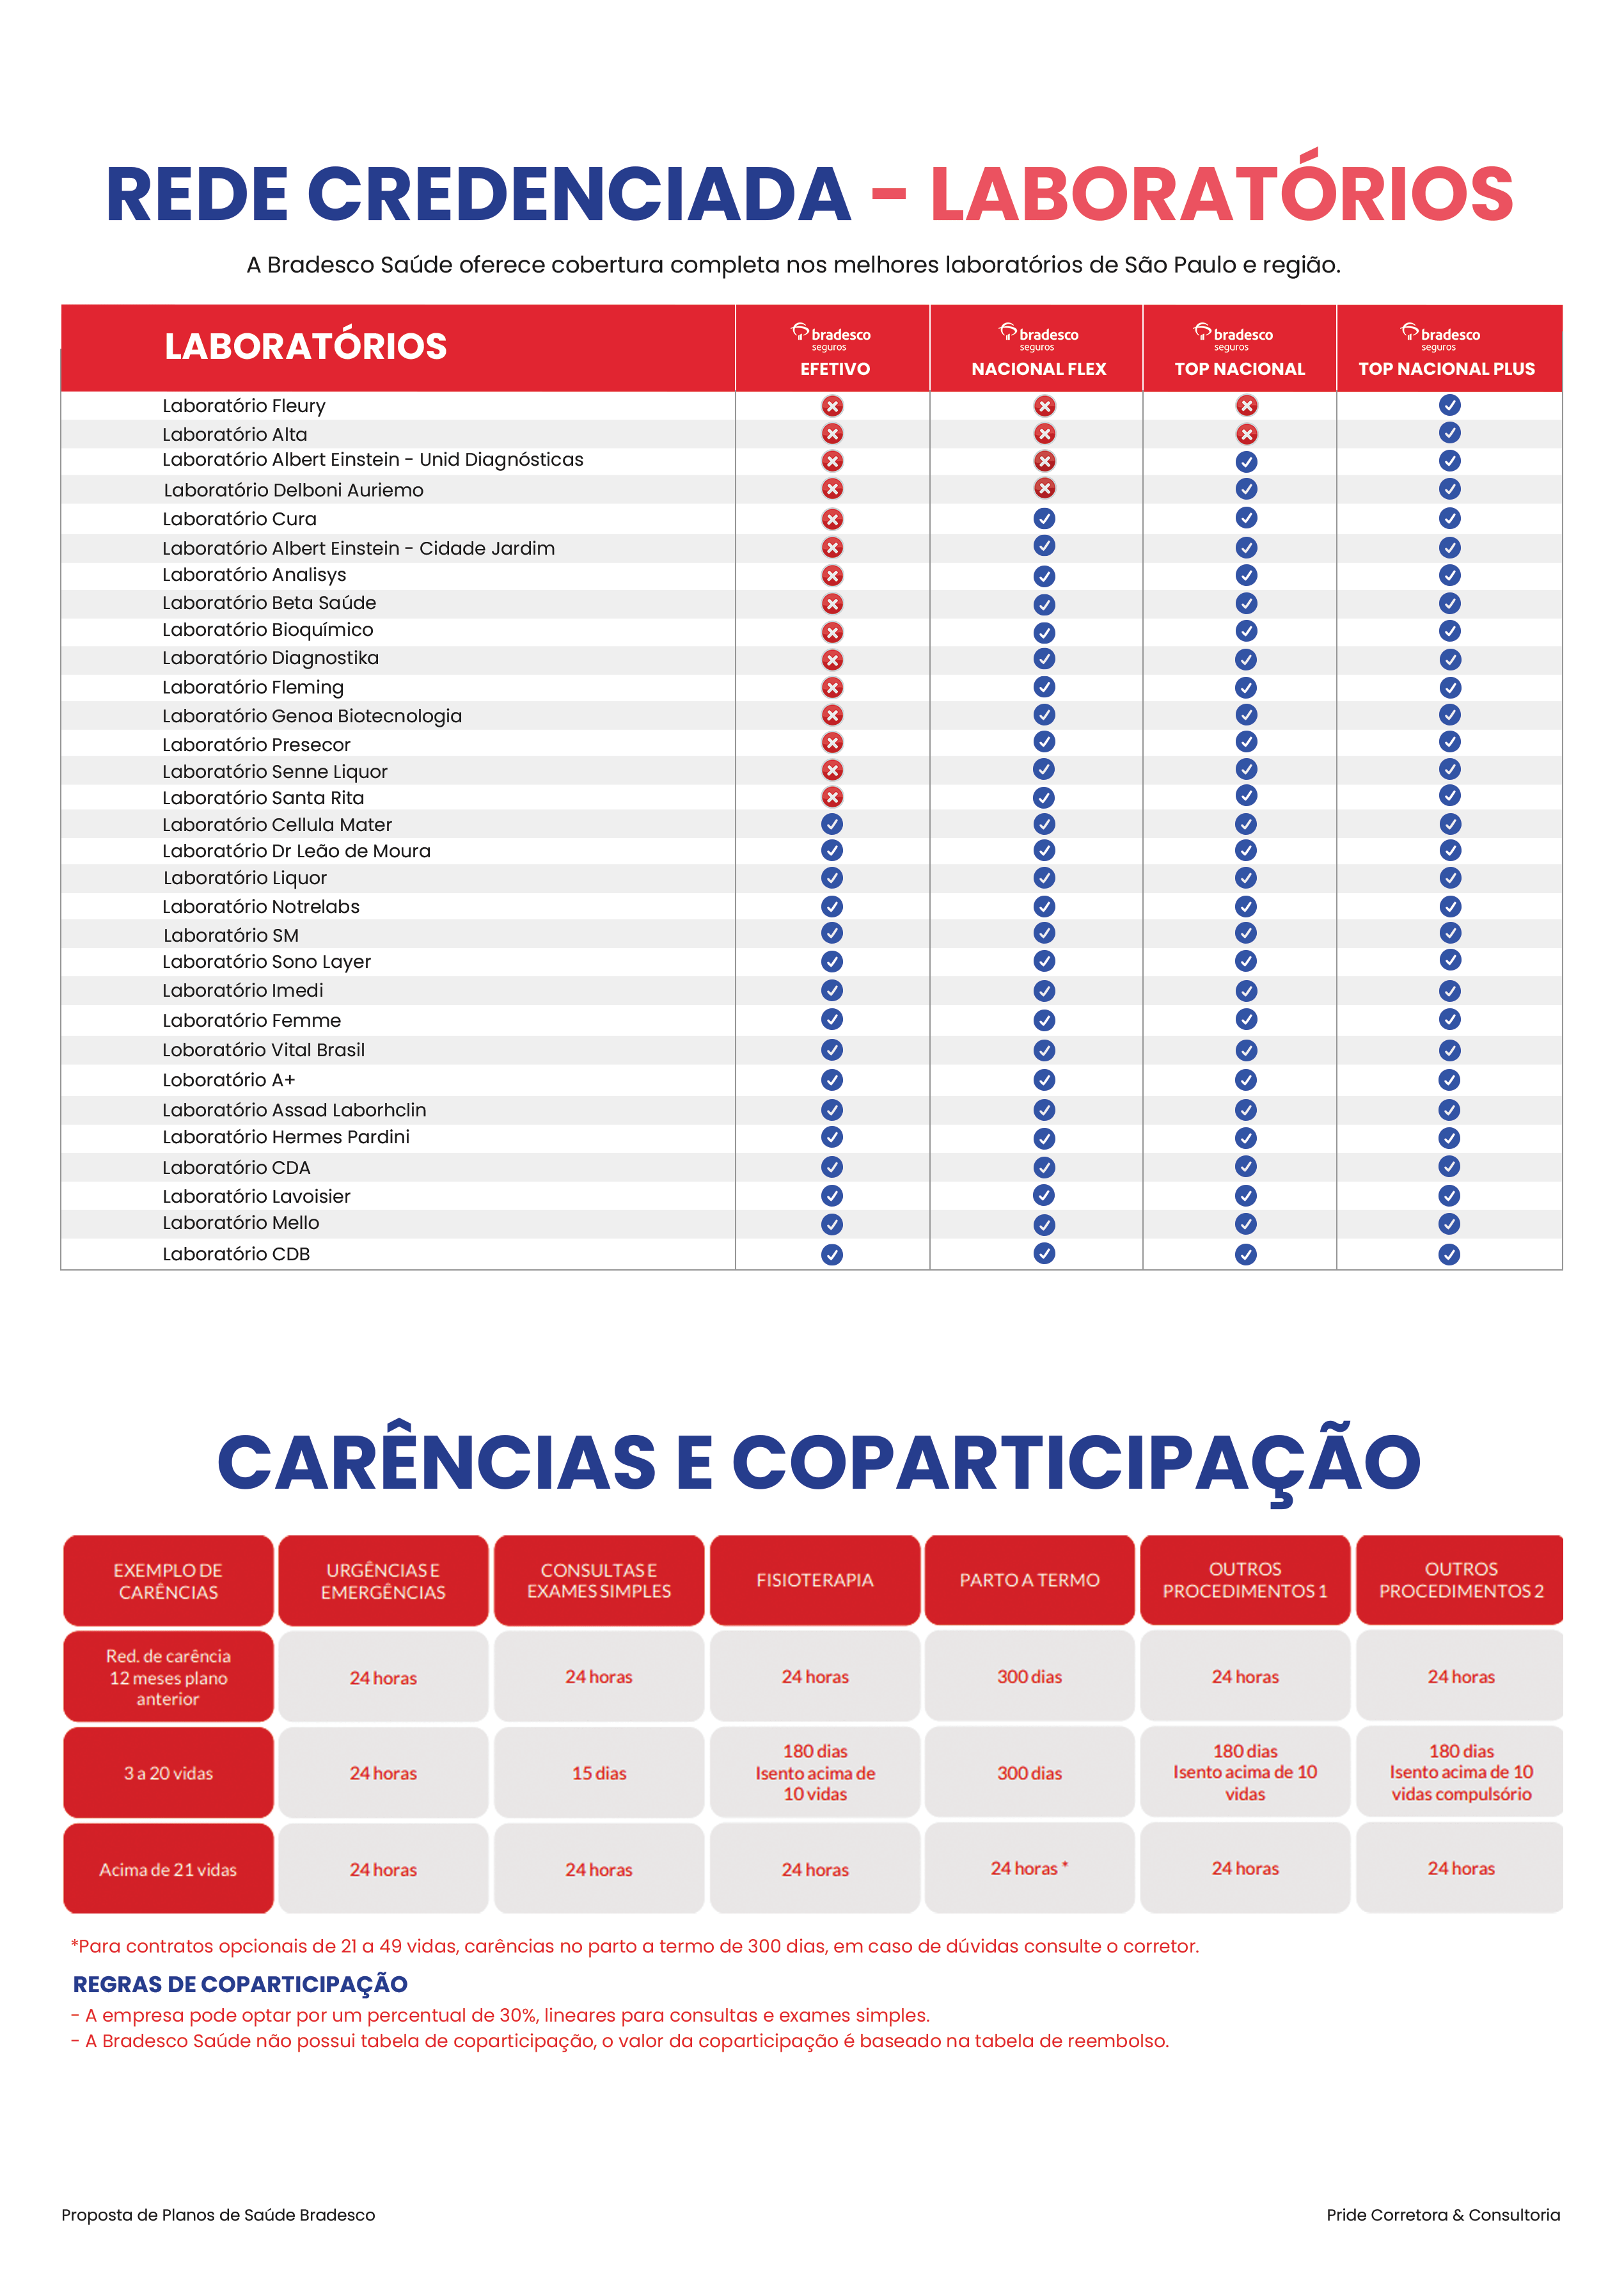 REDE CREDENCIADA - LABORATÓRIOS
A Bradesco Saúde oferece cobertura completa nos melhores laboratórios de São Paulo e região.
LABORATÓRIOS
bradesco
seguros
EFETIVO
bradesco
seguros
NACIONAL FLEX
bradesco
seguros
TOP NACIONAL
bradesco
seguros
TOP NACIONAL PLUS
Laboratório Fleury
Laboratório Alta
Laboratório Albert Einstein - Unid Diagnósticas
Laboratório Delboni Auriemo
Laboratório Cura
Laboratório Albert Einstein - Cidade Jardim
Laboratório Analisys
Laboratório Beta Saúde
Laboratório Bioquímico
Laboratório Diagnostika
Laboratório Fleming
Laboratório Genoa Biotecnologia
Laboratório Presecor
Laboratório Senne Liquor
Laboratório Santa Rita
Laboratório Cellula Mater
Laboratório Dr Leão de Moura
Laboratório Liquor
Laboratório Notrelabs
Laboratório SM
Laboratório Sono Layer
Laboratório Imedi
Laboratório Femme
Loboratório Vital Brasil
Loboratório A+
Laboratório Assad Laborhclin
Laboratório Hermes Pardini
Laboratório CDA
Laboratório Lavoisier
Laboratório Mello
Laboratório CDB
CARÊNCIAS E COPARTICIPAÇÃO
EXEMPLO DE
CARÊNCIAS
URGÊNCIAS E
EMERGÊNCIAS
CONSULTAS E
EXAMES SIMPLES
FISIOTERAPIA
PARTO A TERMO
OUTROS
PROCEDIMENTOS 1
OUTROS
PROCEDIMENTOS 2
Red. de carência
12 meses plano
anterior
24 horas
24 horas
24 horas
300 dias
24 horas
24 horas
3 a 20 vidas
24 horas
15 dias
180 dias
Isento acima de
10 vidas
300 dias
180 dias
Isento acima de 10
vidas
180 dias
Isento acima de 10
vidas compulsório
Acima de 21 vidas
24 horas
24 horas
24 horas
24 horas *
24 horas
24 horas
*Para contratos opcionais de 21 a 49 vidas, carências no parto a termo de 300 dias, em caso de dúvidas consulte o corretor.
REGRAS DE COPARTICIPAÇÃO
- A empresa pode optar por um percentual de 30%, lineares para consultas e exames simples.
- A Bradesco Saúde não possui tabela de coparticipação, o valor da coparticipação é baseado na tabela de reembolso.
Proposta de Planos de Saúde Bradesco
Pride Corretora & Consultoria